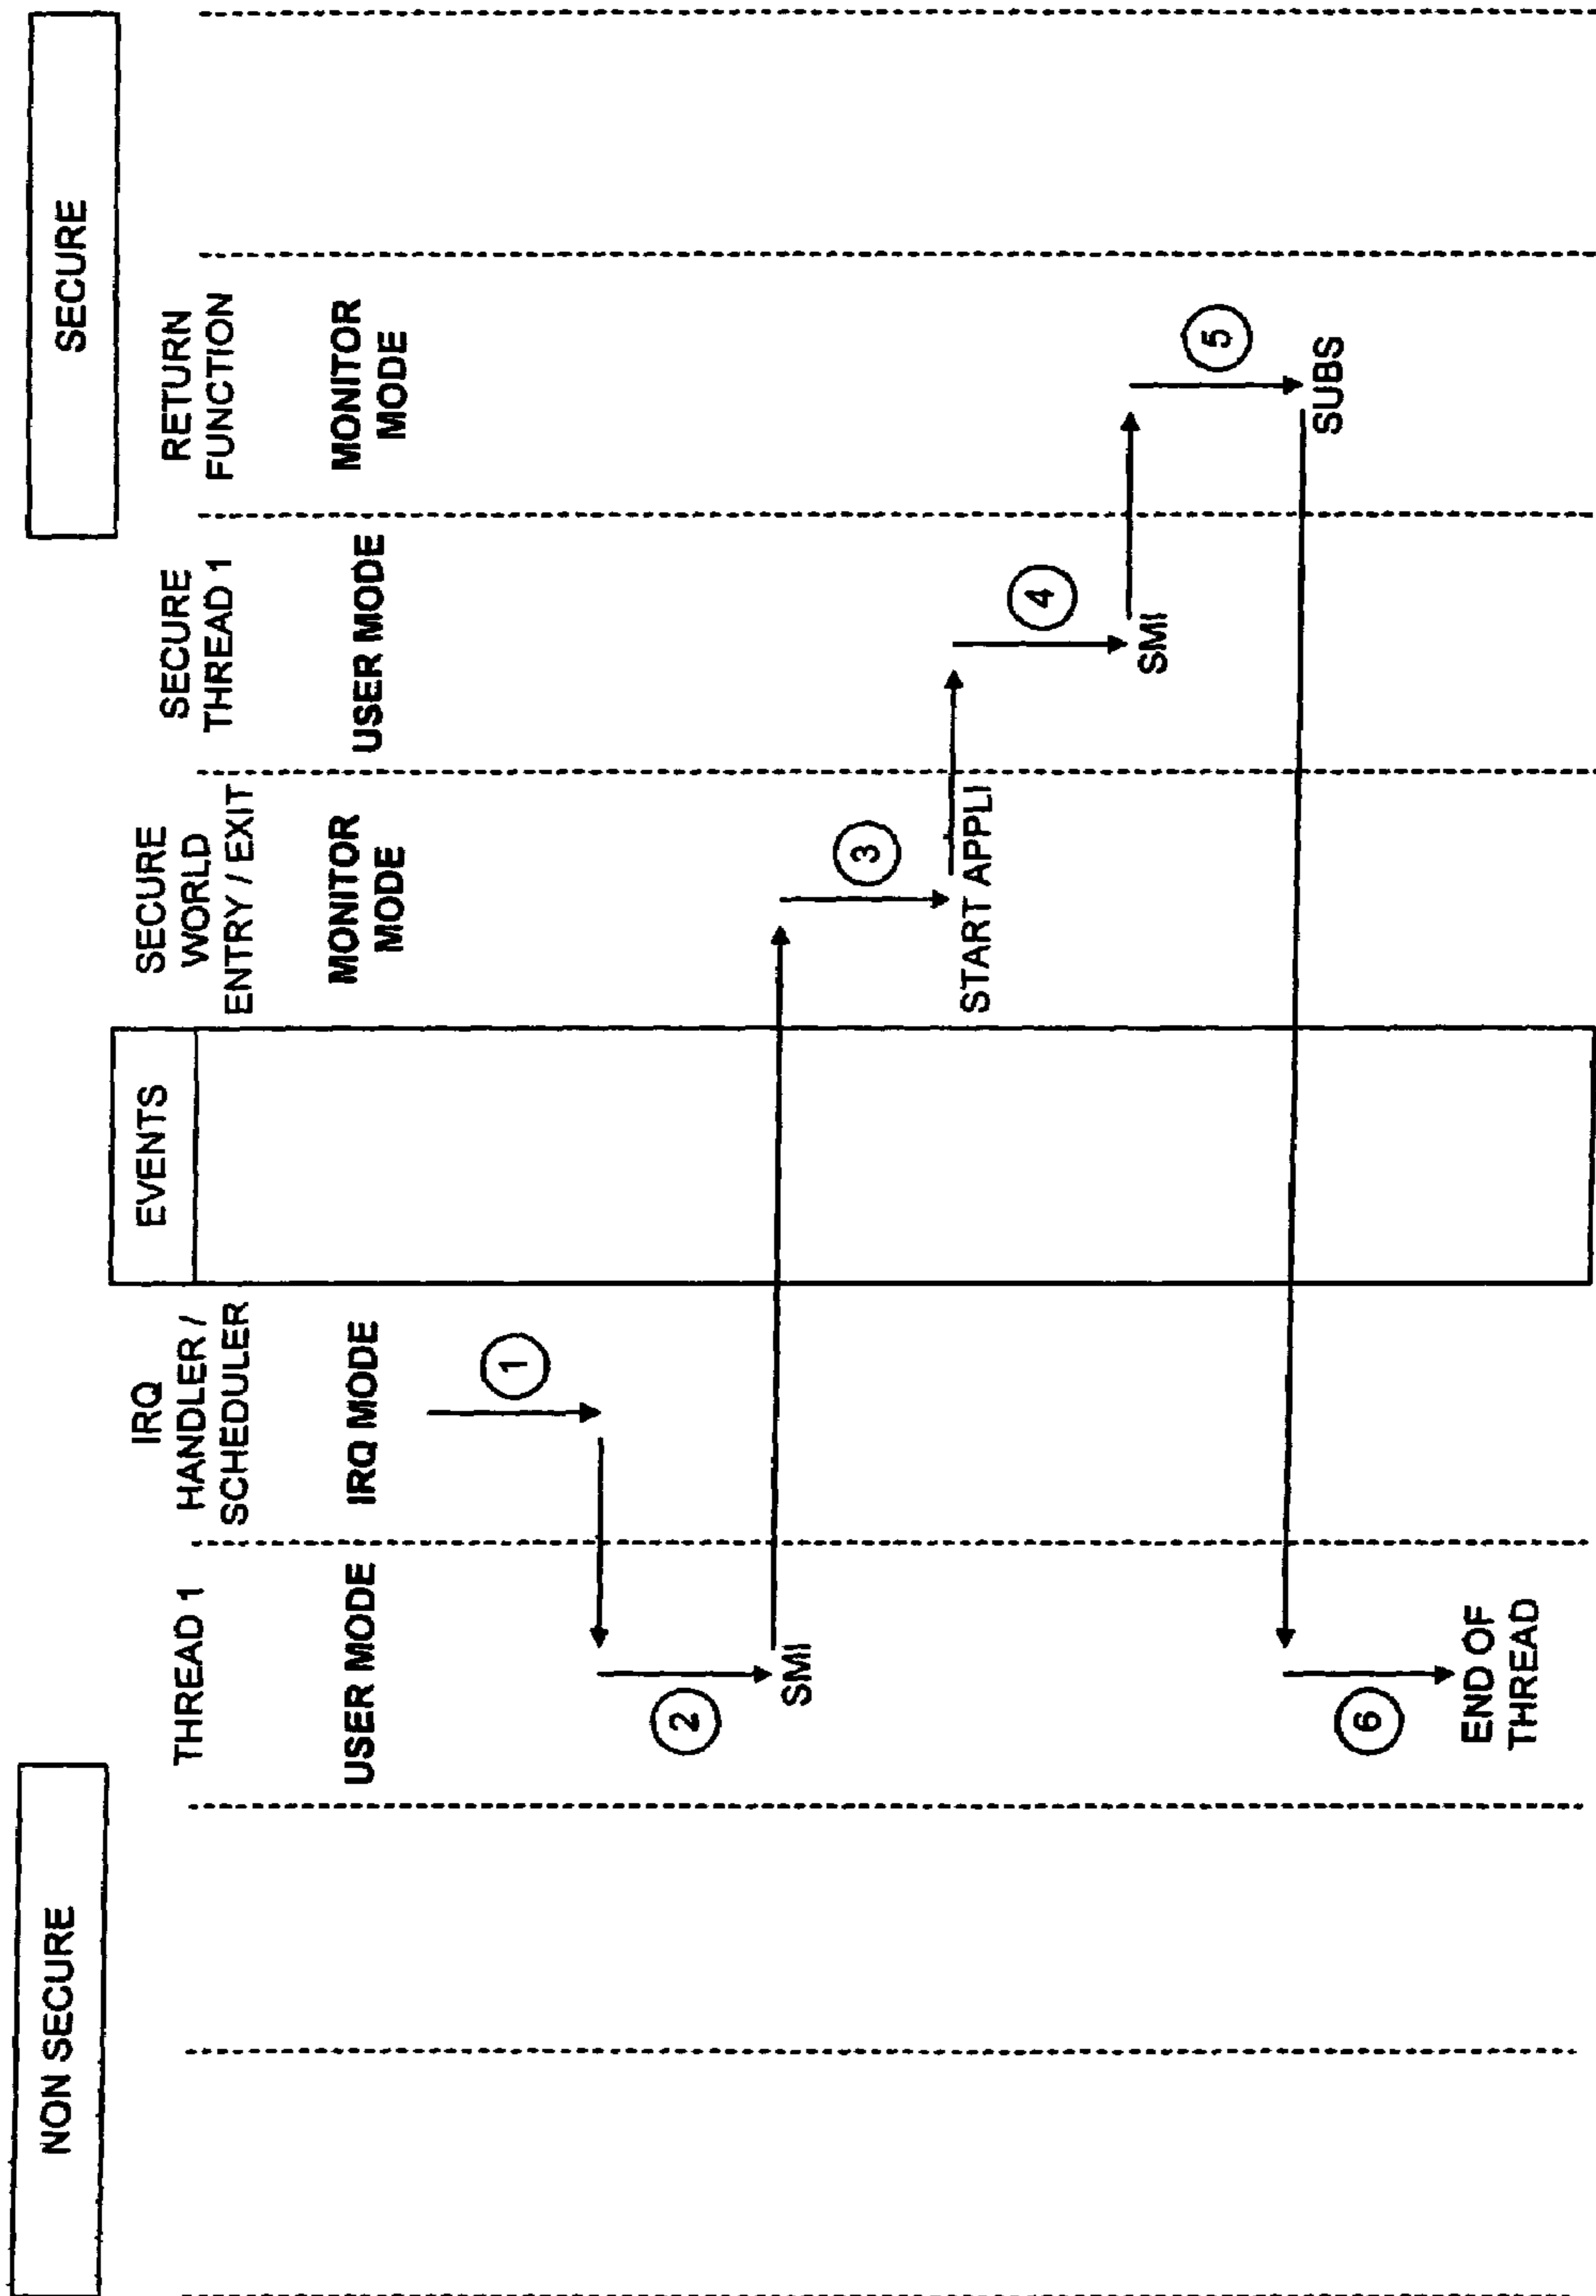 NON SECURE
SECURE
THREAD 1
IRQ
HANDLER /
SCHEDULER
EVENTS
SECURE
WORLD
ENTRY / EXIT
SECURE
THREAD 1
RETURN
FUNCTION
USER MODE
IRQ MODE
MONITOR
MODE
USER MODE
MONITOR
MODE
1
2
SMI
3
START APPLI
4
SMI
5
SUBS
6
END OF
THREAD